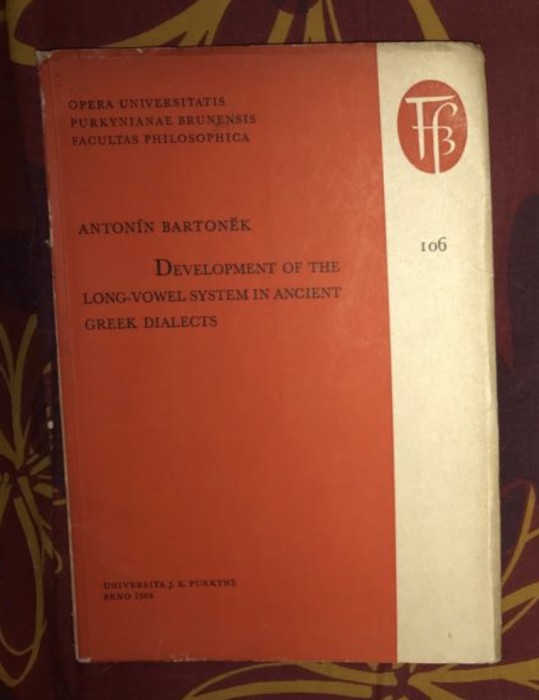 OPERA UNIVERSITATIS
PURKYNIANAE BRUNENSIS
FACULTAS PHILOSOPHICA
FfB
106
ANTONÍN BARTONĚK
DEVELOPMENT OF THE
LONG-VOWEL SYSTEM IN ANCIENT
GREEK DIALECTS
UNIVERSITA J. E. PURKYNĚ
BRNO 1966